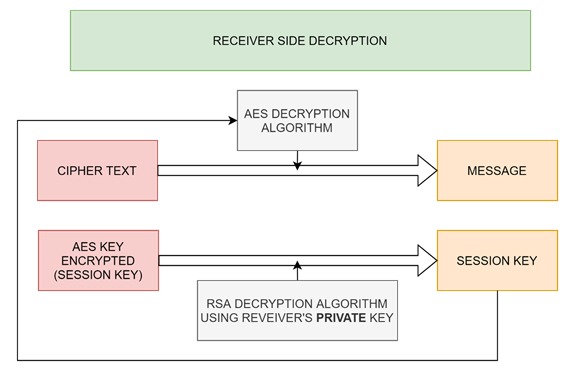 RECEIVER SIDE DECRYPTION
AES DECRYPTION
ALGORITHM
CIPHER TEXT
MESSAGE
AES KEY
ENCRYPTED
(SESSION KEY)
SESSION KEY
RSA DECRYPTION ALGORITHM
USING REVEIVER'S PRIVATE KEY